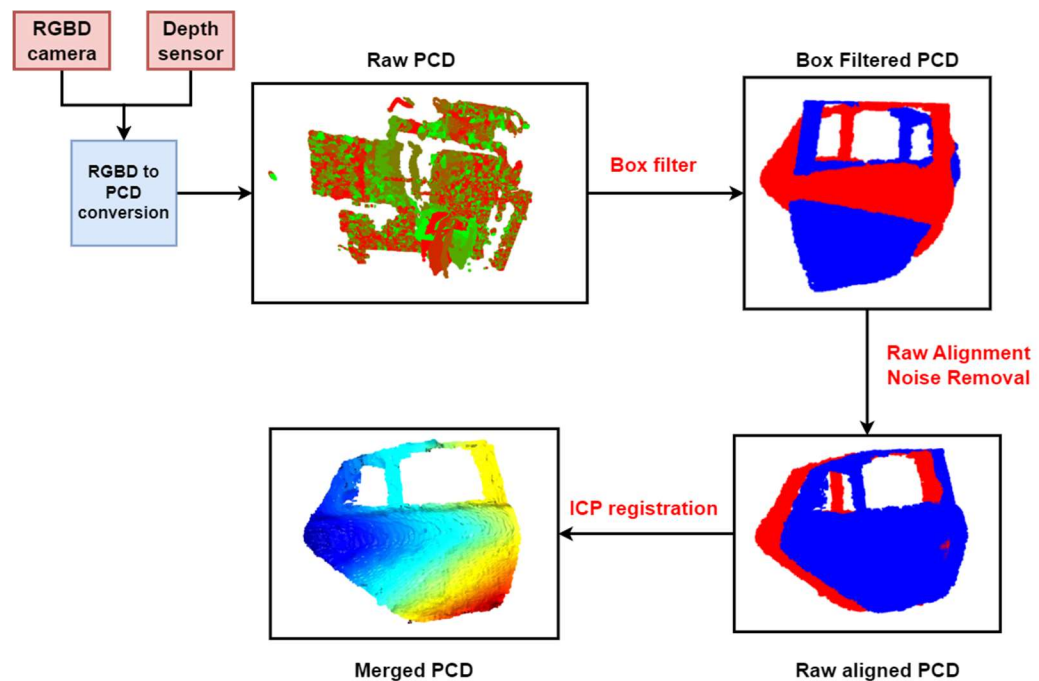 RGBD
camera
Depth
sensor
RGBD to
PCD
conversion
Raw PCD
Box filter
Box Filtered PCD
Raw Alignment
Noise Removal
Raw aligned PCD
ICP registration
Merged PCD